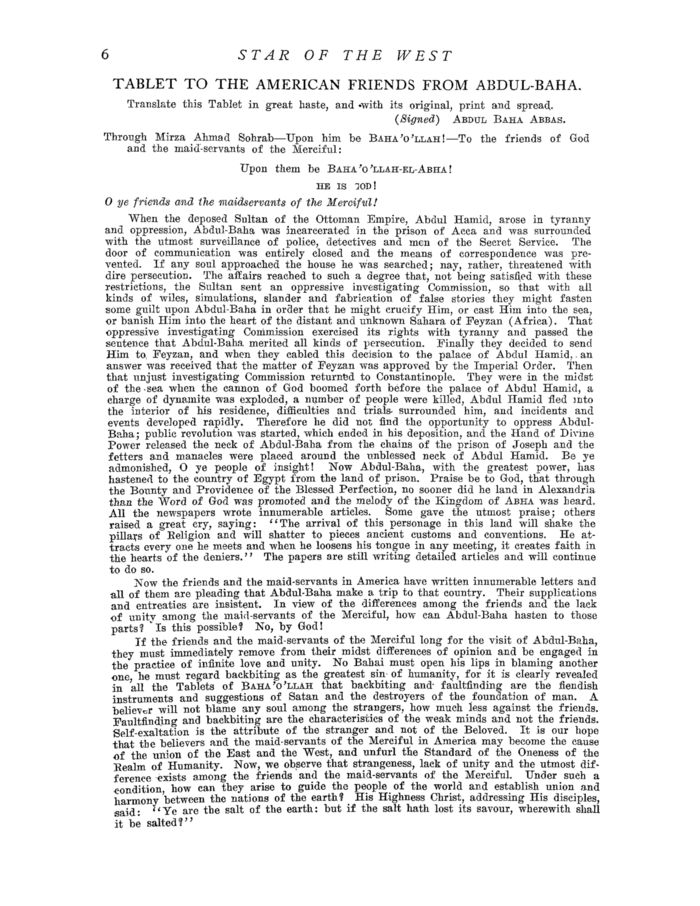 6 STAR OF THE WEST
TABLET TO THE AMERICAN FRIENDS FROM ABDUL-BAHA.
Translate this Tablet in great haste, and with its original, print and spread.
(Signed) ABDUL BAHA ABBAS.
Through Mirza Ahmad Sohrab—Upon him be BAHA'O'LLAH!—To the friends of God
and the maid-servants of the Merciful:
Upon them be BAHA'O'LLAH-EL-ABHA!
HE IS GOD!
O ye friends and the maidservants of the Merciful!
When the deposed Sultan of the Ottoman Empire, Abdul Hamid, arose in tyranny
and oppression, Abdul-Baha was incarcerated in the prison of Acca and was surrounded
with the utmost surveillance of police, detectives and men of the Secret Service. The
door of communication was entirely closed and the means of correspondence was pre-
vented. If any soul approached the house he was searched; nay, rather, threatened with
dire persecution. The affairs reached to such a degree that, not being satisfied with these
restrictions, the Sultan sent an oppressive investigating Commission, so that with all
kinds of wiles, simulations, slander and fabrication of false stories they might fasten
some guilt upon Abdul-Baha in order that he might crucify Him, or cast Him into the sea,
or banish Him into the heart of the distant and unknown Sahara of Feyzan (Africa). That
oppressive investigating Commission exercised its rights with tyranny and passed the
sentence that Abdul-Baha merited all kinds of persecution. Finally they decided to send
Him to Feyzan, and when they cabled this decision to the palace of Abdul Hamid, an
answer was received that the matter of Feyzan was approved by the Imperial Order. Then
that unjust investigating Commission returned to Constantinople. They were in the midst
of the sea when the cannon of God boomed forth before the palace of Abdul Hamid, a
charge of dynamite was exploded, a number of people were killed, Abdul Hamid fled into
the interior of his residence, difficulties and trials surrounded him, and incidents and
events developed rapidly. Therefore he did not find the opportunity to oppress Abdul-
Baha; public revolution was started, which ended in his deposition, and the Hand of Divine
Power released the neck of Abdul-Baha from the chains of the prison of Joseph and the
fetters and manacles were placed around the unblessed neck of Abdul Hamid. Be ye
admonished, O ye people of insight! Now Abdul-Baha, with the greatest power, has
hastened to the country of Egypt from the land of prison. Praise be to God, that through
the Bounty and Providence of the Blessed Perfection, no sooner did he land in Alexandria
than the Word of God was promoted and the melody of the Kingdom of ABHA was heard.
All the newspapers wrote innumerable articles. Some gave the utmost praise; others
raised a great cry, saying: "The arrival of this personage in this land will shake the
pillars of Religion and will shatter to pieces ancient customs and conventions. He at-
tracts every one he meets and when he loosens his tongue in any meeting, it creates faith in
the hearts of the deniers." The papers are still writing detailed articles and will continue
to do so.
Now the friends and the maid-servants in America have written innumerable letters and
all of them are pleading that Abdul-Baha make a trip to that country. Their supplications
and entreaties are insistent. In view of the differences among the friends and the lack
of unity among the maid-servants of the Merciful, how can Abdul-Baha hasten to those
parts? Is this possible? No, by God!
If the friends and the maid-servants of the Merciful long for the visit of Abdul-Baha,
they must immediately remove from their midst differences of opinion and be engaged in
the practice of infinite love and unity. No Bahai must open his lips in blaming another
one, he must regard backbiting as the greatest sin of humanity, for it is clearly revealed
in all the Tablets of BAHA'O'LLAH that backbiting and faultfinding are the fiendish
instruments and suggestions of Satan and the destroyers of the foundation of man. A
believer will not blame any soul among the strangers, how much less against the friends.
Faultfinding and backbiting are the characteristics of the weak minds and not the friends.
Self-exaltation is the attribute of the stranger and not of the Beloved. It is our hope
that the believers and the maid-servants of the Merciful in America may become the cause
of the union of the East and the West, and unfurl the Standard of the Oneness of the
Realm of Humanity. Now, we observe that strangeness, lack of unity and the utmost dif-
ference exists among the friends and the maid-servants of the Merciful. Under such a
condition, how can they arise to guide the people of the world and establish union and
harmony between the nations of the earth? His Highness Christ, addressing His disciples,
said: "Ye are the salt of the earth: but if the salt hath lost its savour, wherewith shall
it be salted?"